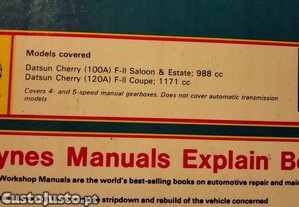 Models covered
Datsun Cherry (100A) F-II Saloon & Estate; 988 cc
Datsun Cherry (120A) F-II Coupe; 1171 cc
Covers 4- and 5-speed manual gearboxes. Does not cover automatic transmission
models
ynes Manuals Explain Be
Workshop Manuals are the world's best-selling books on automotive repair and main
e stripdown and rebuild of the vehicle concerned
CustoJusto.pt